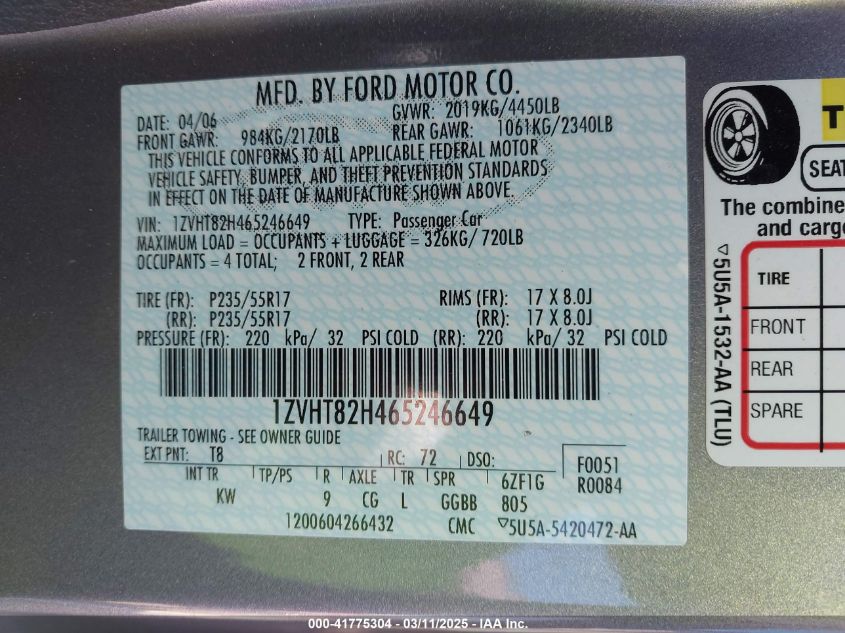 MFD. BY FORD MOTOR CO.
DATE: 04/06 GVWR: 2019KG/4450LB
FRONT GAWR: 984KG/2170LB REAR GAWR: 1061KG/2340LB
THIS VEHICLE CONFORMS TO ALL APPLICABLE FEDERAL MOTOR
VEHICLE SAFETY, BUMPER, AND THEFT PREVENTION STANDARDS
IN EFFECT ON THE DATE OF MANUFACTURE SHOWN ABOVE.
VIN: 1ZVHT82H465246649 TYPE: Passenger Car
MAXIMUM LOAD = OCCUPANTS + LUGGAGE = 326KG/720LB
OCCUPANTS = 4 TOTAL; 2 FRONT, 2 REAR
TIRE (FR): P235/55R17 RIMS (FR): 17 X 8.0J
(RR): P235/55R17 (RR): 17 X 8.0J
PRESSURE (FR): 220 kPa/ 32 PSI COLD (RR): 220 kPa/ 32 PSI COLD
1ZVHT82H465246649
TRAILER TOWING - SEE OWNER GUIDE
EXT PNT: T8 RC: 72 DSO: F0051
INT TR TP/PS R AXLE TR SPR 6ZF1G R0084
KW 9 CG L GGBB 805
1200604266432 CMC ▽5U5A-5420472-AA
T
SEAT
The combine
and cargo
TIRE
FRONT
REAR
SPARE
▽5U5A-1532-AA (TLU)
000-41775304 - 03/11/2025 - IAA Inc.